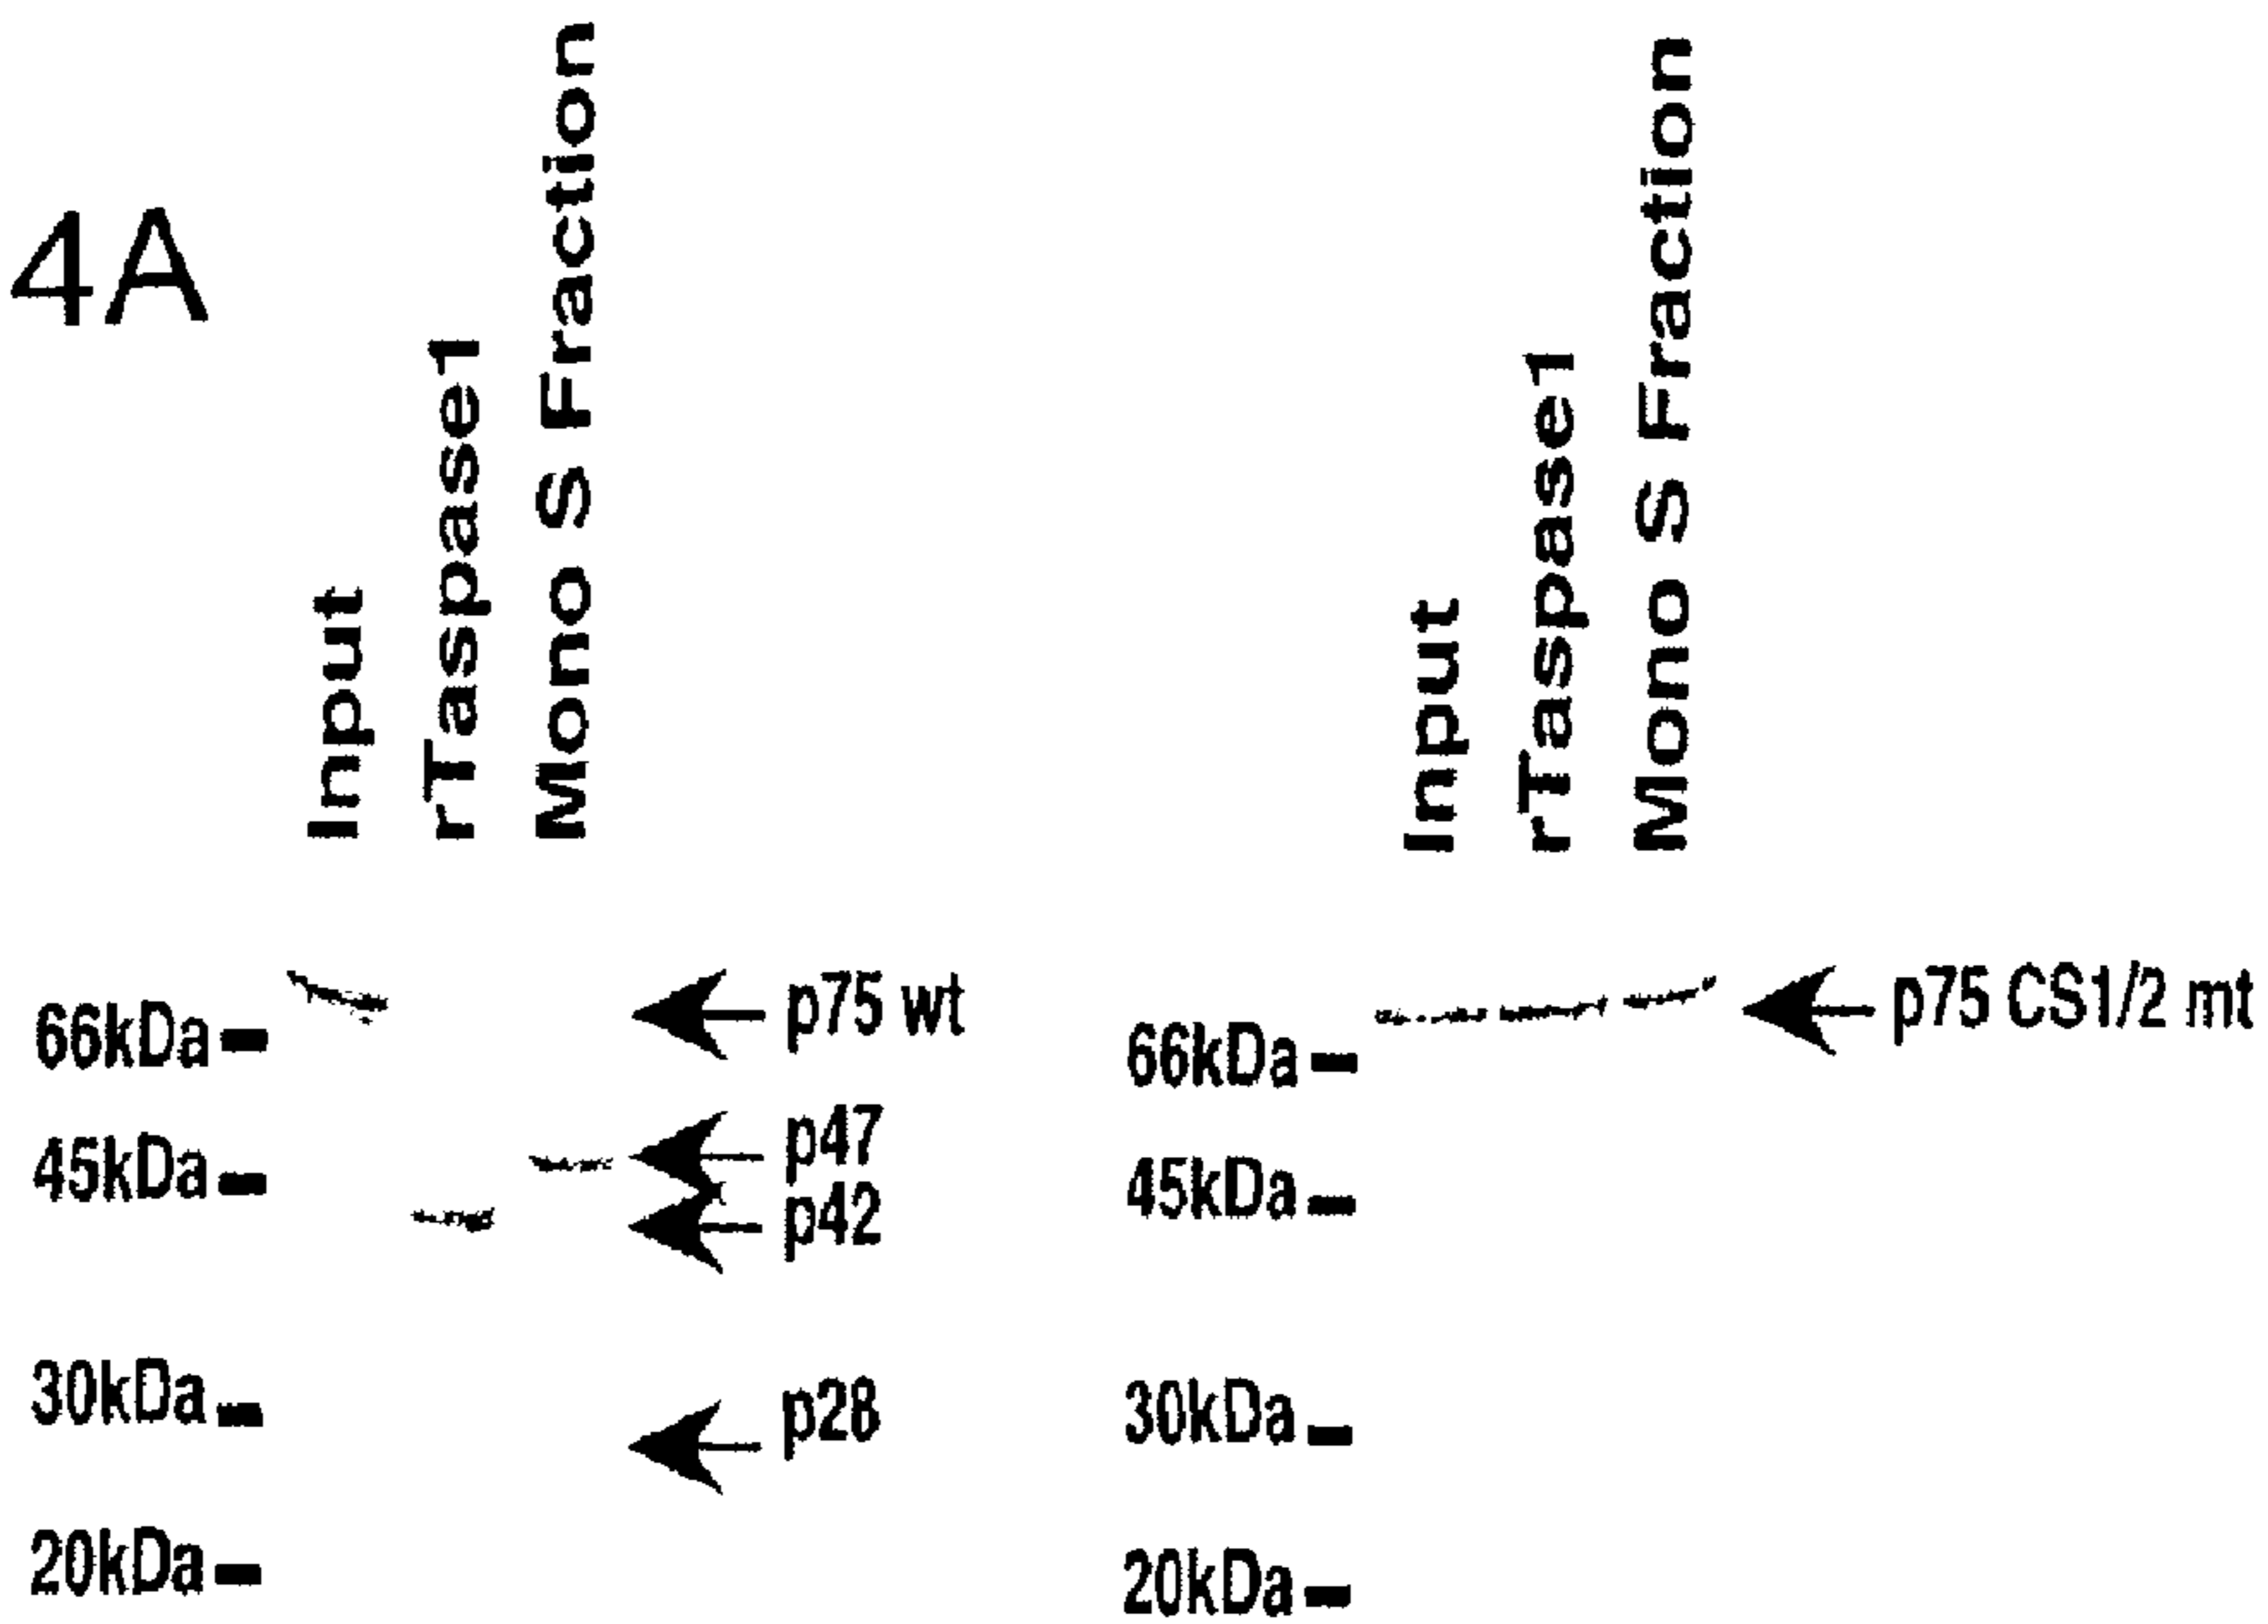 4A
Input
rTaspase1
Mono S Fraction
66kDa
45kDa
30kDa
20kDa
p75 wt
p47
p42
p28
Input
rTaspase1
Mono S Fraction
66kDa
45kDa
30kDa
20kDa
p75 CS1/2 mt